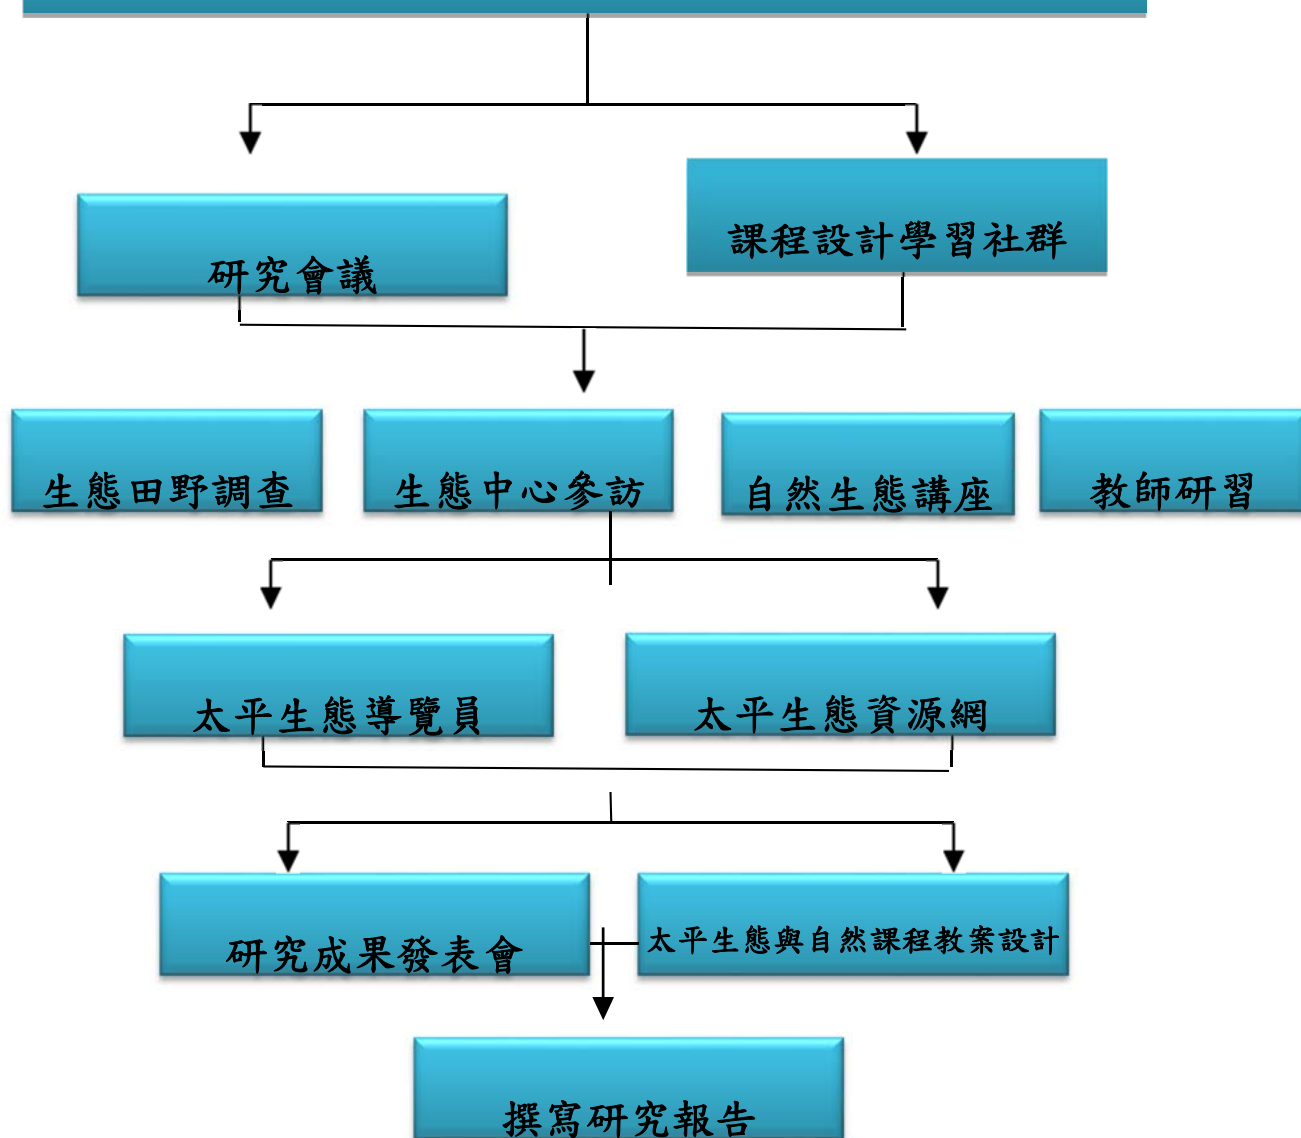 研究會議
課程設計學習社群
生態田野調查
生態中心參訪
自然生態講座
教師研習
太平生態導覽員
太平生態資源網
研究成果發表會
太平生態與自然課程教案設計
撰寫研究報告